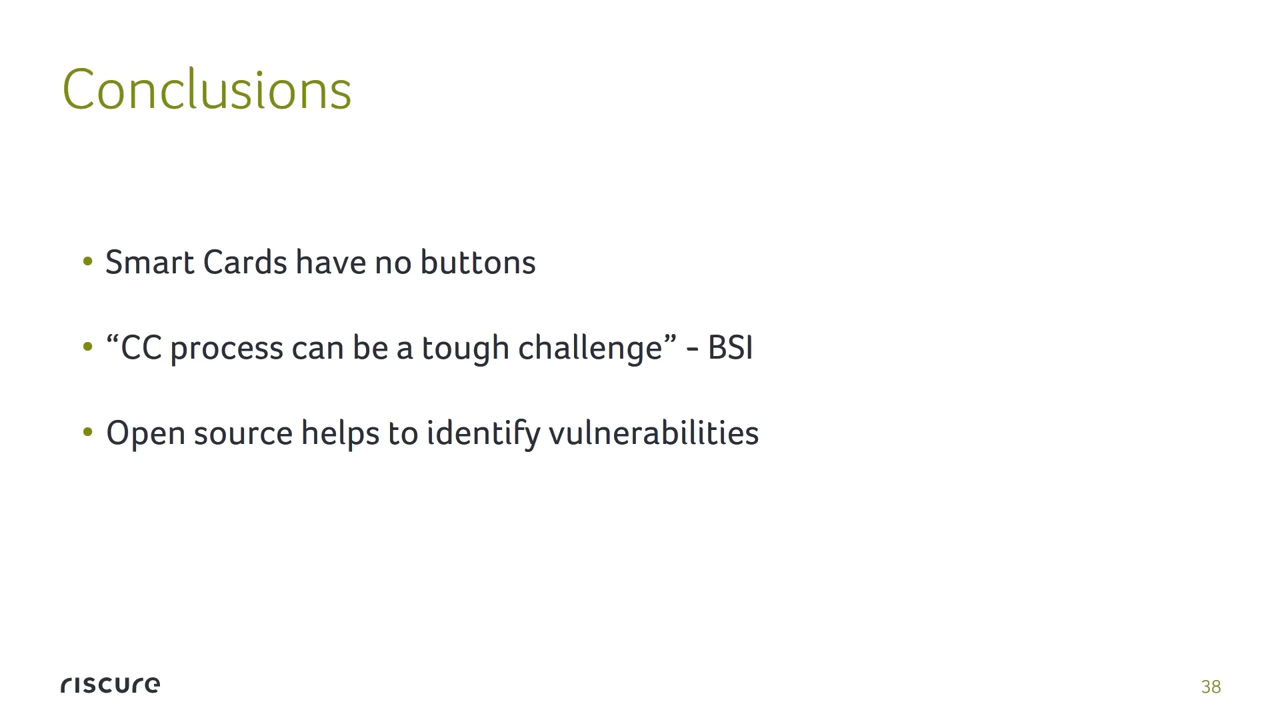 Conclusions
• Smart Cards have no buttons
• “CC process can be a tough challenge” - BSI
• Open source helps to identify vulnerabilities
riscure
38